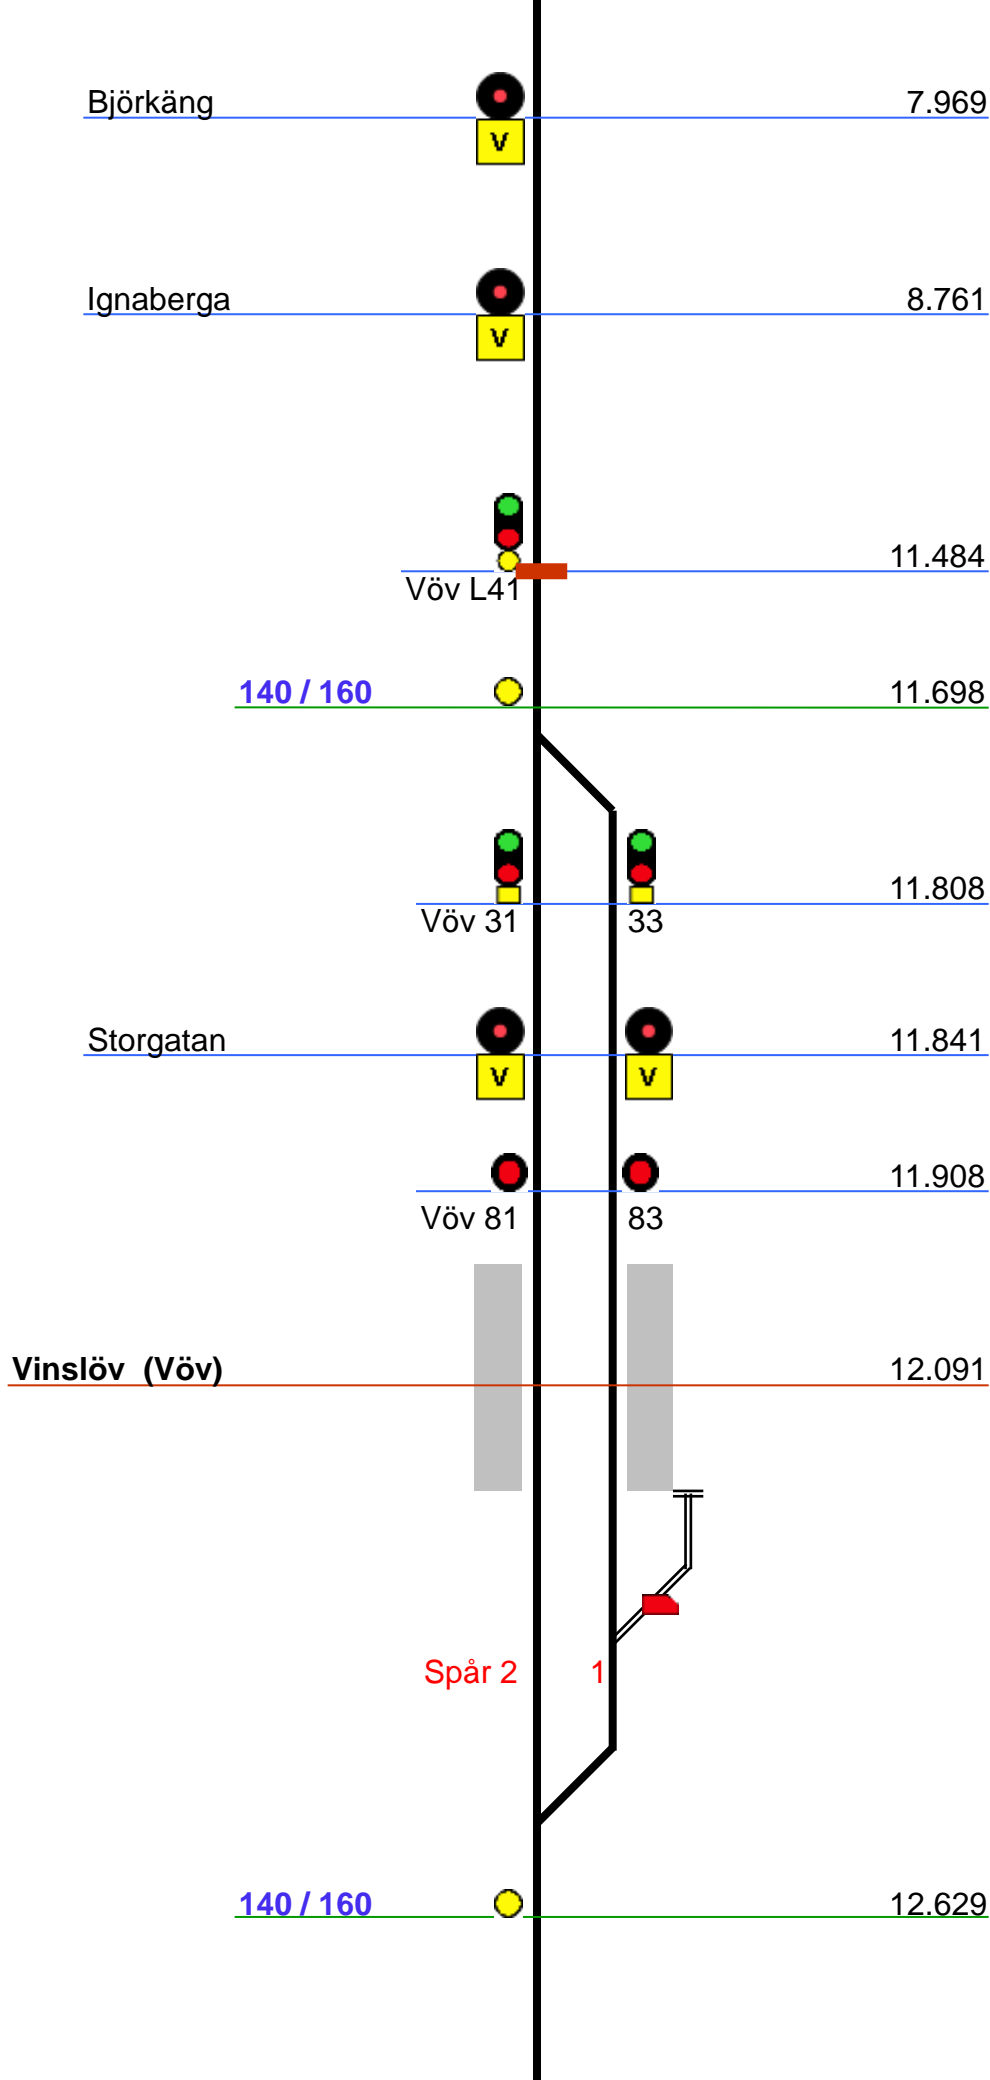 Björkäng 7.969
V
Ignaberga 8.761
V
11.484
Vöv L41
140 / 160 11.698
11.808
Vöv 31 33
Storgatan 11.841
V V
11.908
Vöv 81 83
Vinslöv (Vöv) 12.091
Spår 2 1
140 / 160 12.629